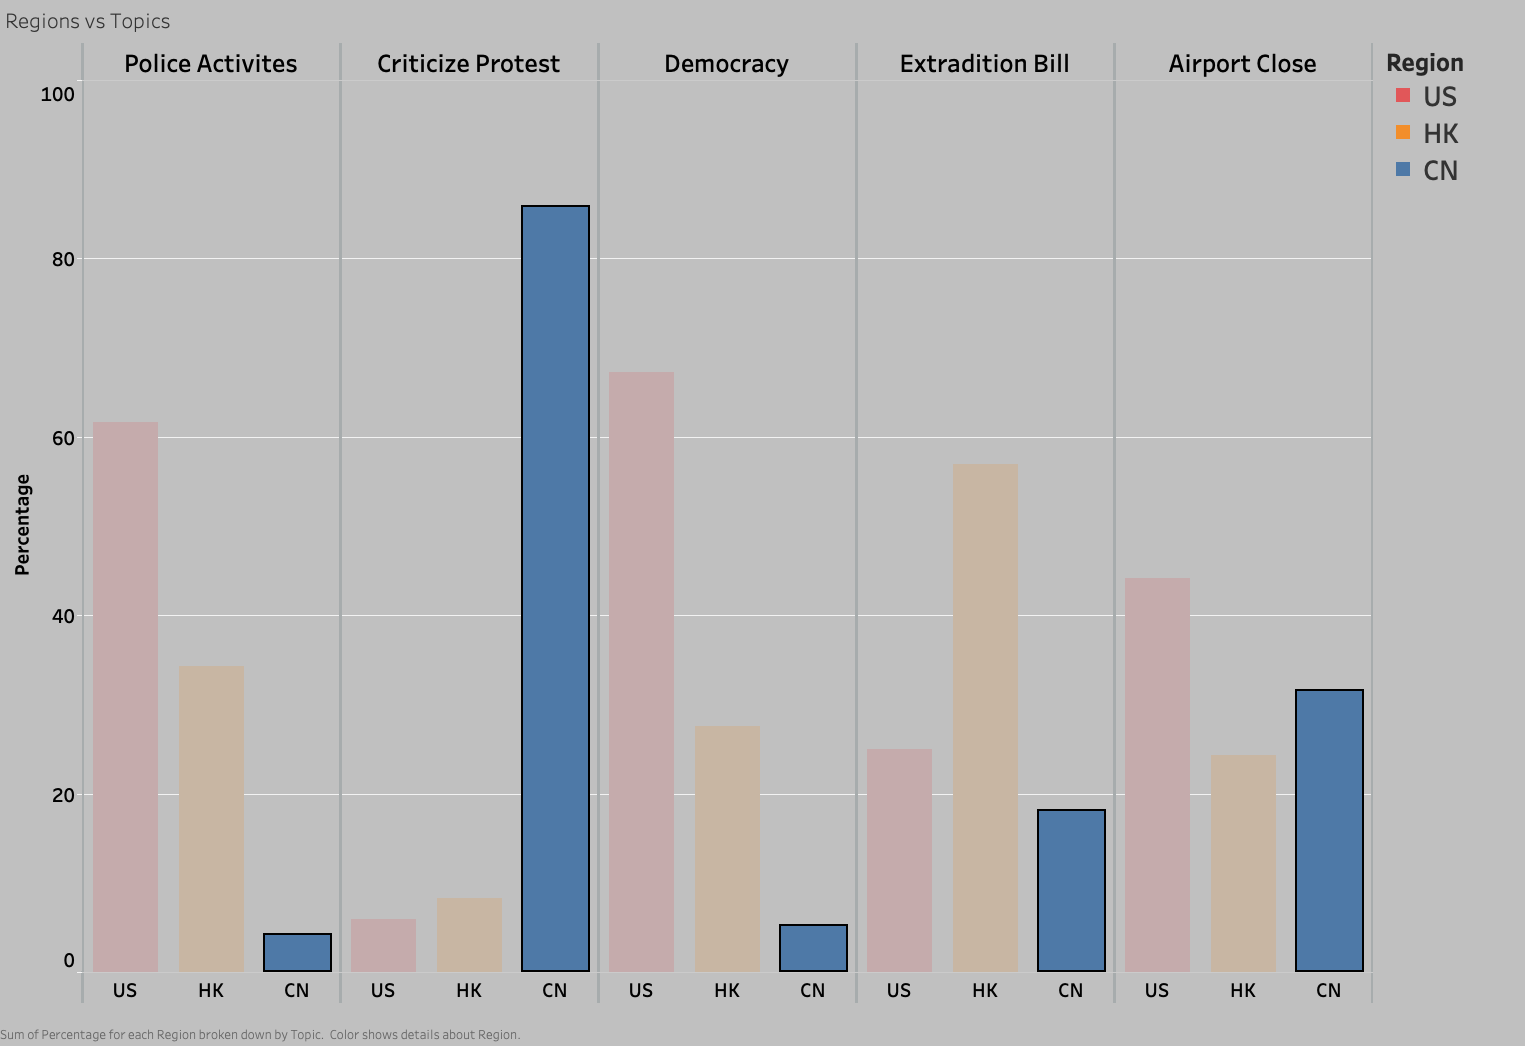 Regions vs Topics
Police Activites
Criticize Protest
Democracy
Extradition Bill
Airport Close
Region
US
HK
CN
100
80
60
40
20
0
Percentage
US HK CN US HK CN US HK CN US HK CN US HK CN
Sum of Percentage for each Region broken down by Topic. Color shows details about Region.